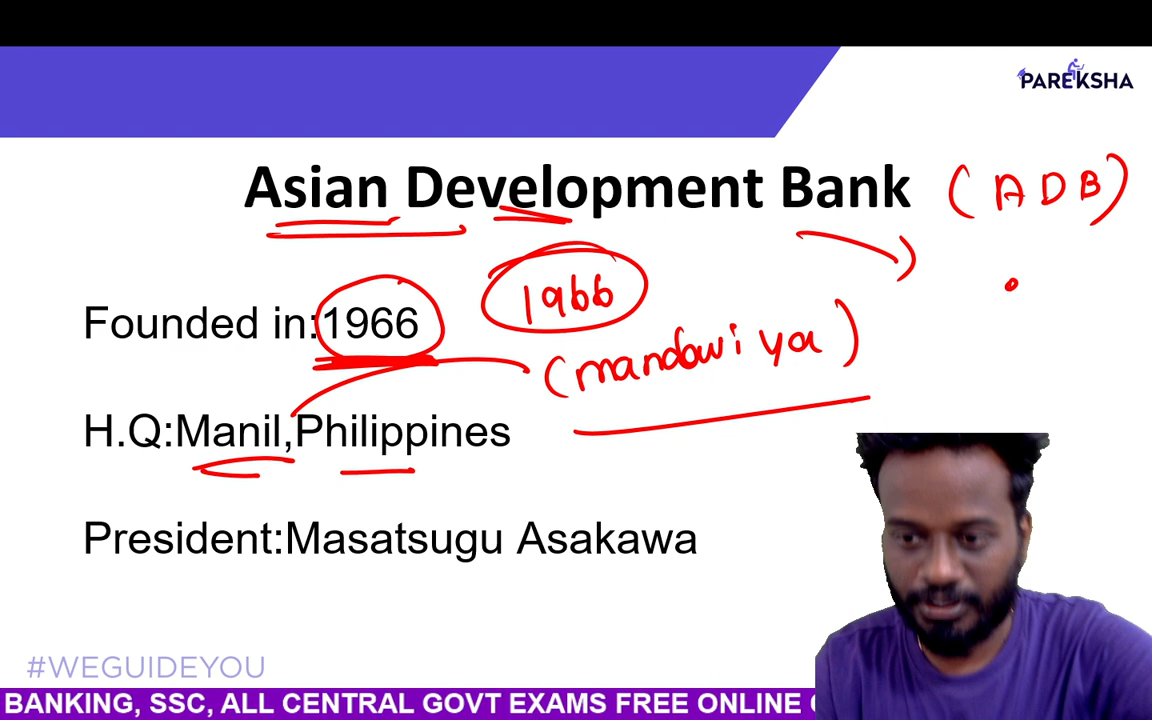 PAREKSHA
Asian Development Bank (ADB)
Founded in:1966 1966
(mandawiya)
H.Q:Manil,Philippines
President:Masatsugu Asakawa
#WEGUIDEYOU
BANKING, SSC, ALL CENTRAL GOVT EXAMS FREE ONLINE